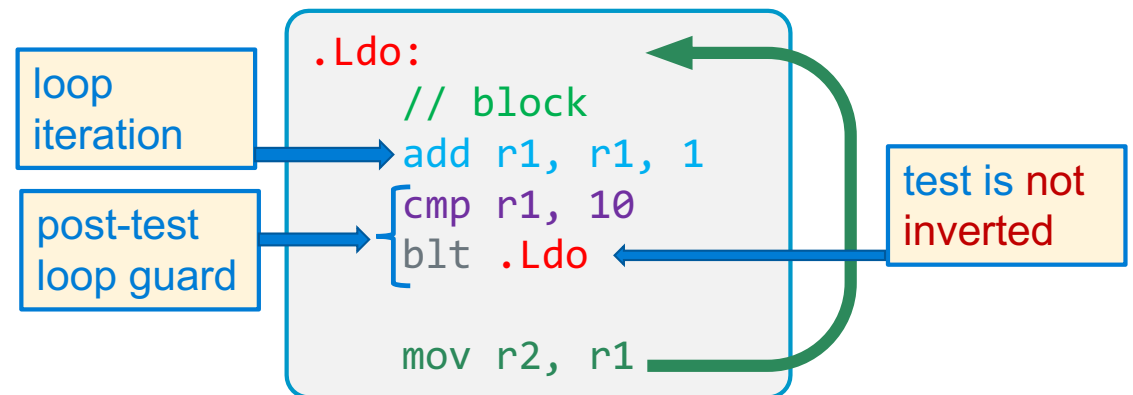 loop
iteration
post-test
loop guard
.Ldo:
// block
add r1, r1, 1
cmp r1, 10
blt .Ldo
mov r2, r1
test is not
inverted